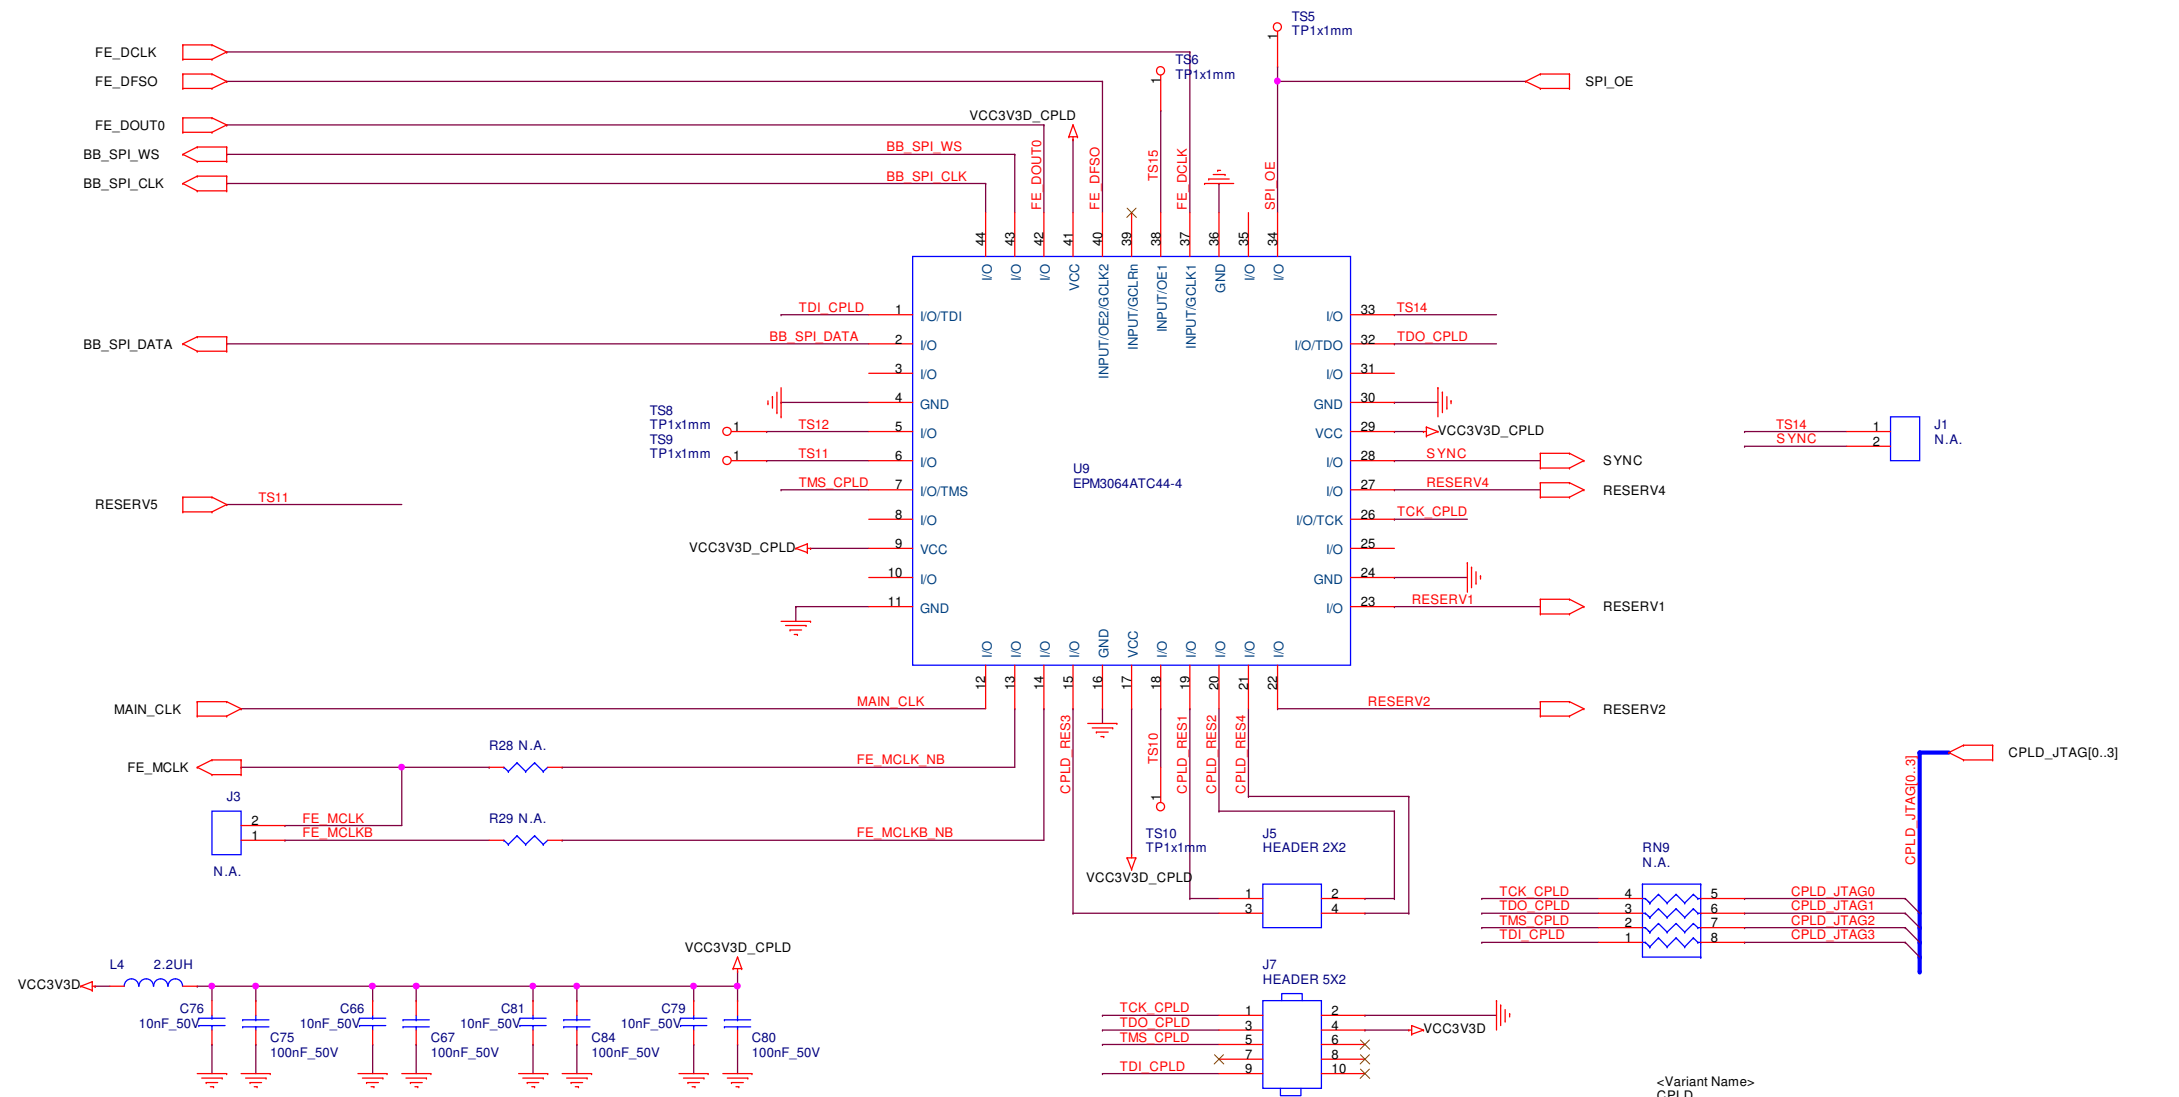 TS5
TP1x1mm
FE_DCLK
TS6
TP1x1mm
1
1
FE_DFSO
SPI_OE
FE_DOUT0
VCC3V3D_CPLD
BB_SPI_WS
BB_SPI_WS
BB_SPI_CLK
BB_SPI_CLK
FE_DOUT0
FE_DFSO
TS15
FE_DCLK
SPI_OE
44
43
42
41
40
39
38
37
36
35
34
I/O
I/O
I/O
VCC
INPUT/OE2/GCLK2
INPUT/GCLRn
INPUT/OE1
INPUT/GCLK1
GND
I/O
I/O
TDI_CPLD 1 I/O/TDI
BB_SPI_DATA
BB_SPI_DATA 2 I/O
3 I/O
4 GND
TS8
TP1x1mm
1 TS12 5 I/O
TS9
TP1x1mm
1 TS11 6 I/O
TMS_CPLD 7 I/O/TMS
RESERV5
TS11
8 I/O
VCC3V3D_CPLD 9 VCC
10 I/O
11 GND
U9
EPM3064ATC44-4
I/O 33 TS14
I/O/TDO 32 TDO_CPLD
I/O 31
GND 30
VCC 29 VCC3V3D_CPLD
I/O 28 SYNC SYNC
I/O 27 RESERV4 RESERV4
I/O/TCK 26 TCK_CPLD
I/O 25
GND 24
I/O 23 RESERV1 RESERV1
TS14 1
SYNC 2
J1
N.A.
I/O
I/O
I/O
I/O
GND
VCC
I/O
I/O
I/O
I/O
I/O
12
13
14
15
16
17
18
19
20
21
22
MAIN_CLK
MAIN_CLK
RESERV2
RESERV2
CPLD_RES3
TS10
CPLD_RES1
CPLD_RES2
CPLD_RES4
R28 N.A.
FE_MCLK
FE_MCLK_NB
J3
2 FE_MCLK
1 FE_MCLKB
N.A.
R29 N.A.
FE_MCLKB_NB
1
TS10
TP1x1mm
VCC3V3D_CPLD
J5
HEADER 2X2
1 2
3 4
CPLD_JTAG[0..3]
CPLD_JTAG[0..3]
RN9
N.A.
TCK_CPLD 4 5 CPLD_JTAG0
TDO_CPLD 3 6 CPLD_JTAG1
TMS_CPLD 2 7 CPLD_JTAG2
TDI_CPLD 1 8 CPLD_JTAG3
VCC3V3D_CPLD
L4 2.2UH
VCC3V3D
C76
10nF_50V
C75
100nF_50V
C66
10nF_50V
C67
100nF_50V
C81
10nF_50V
C84
100nF_50V
C79
10nF_50V
C80
100nF_50V
J7
HEADER 5X2
TCK_CPLD 1 2
TDO_CPLD 3 4 VCC3V3D
TMS_CPLD 5 6
7 8
TDI_CPLD 9 10
<Variant Name>
CPLD